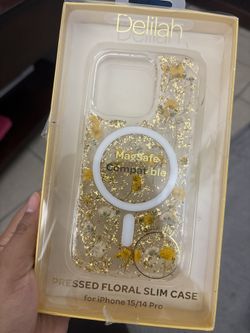 Delilah
MagSafe
Compatible
PRESSED FLORAL SLIM CASE
for iPhone 15/14 Pro